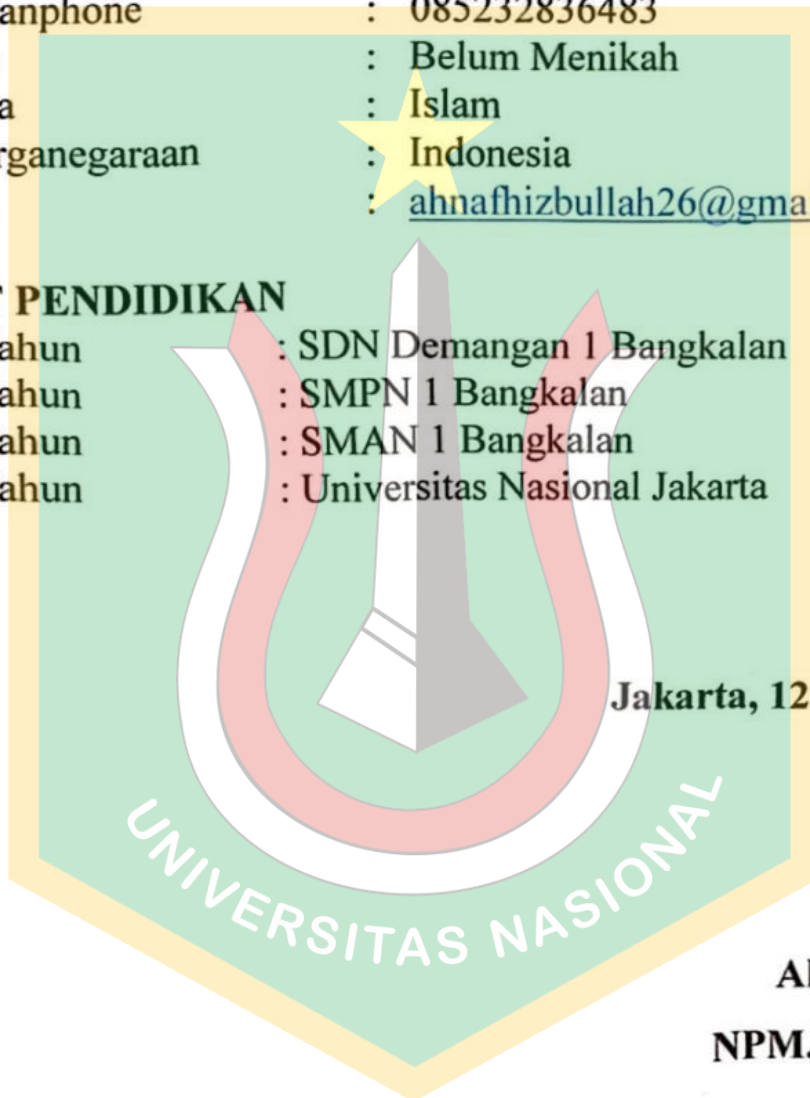 anphone : 085232836483
: Belum Menikah
a : Islam
rganegaraan : Indonesia
: ahnafhizbullah26@gma
PENDIDIKAN
ahun : SDN Demangan 1 Bangkalan
ahun : SMPN 1 Bangkalan
ahun : SMAN 1 Bangkalan
ahun : Universitas Nasional Jakarta
Jakarta, 12
UNIVERSITAS NASIONAL
Al
NPM.